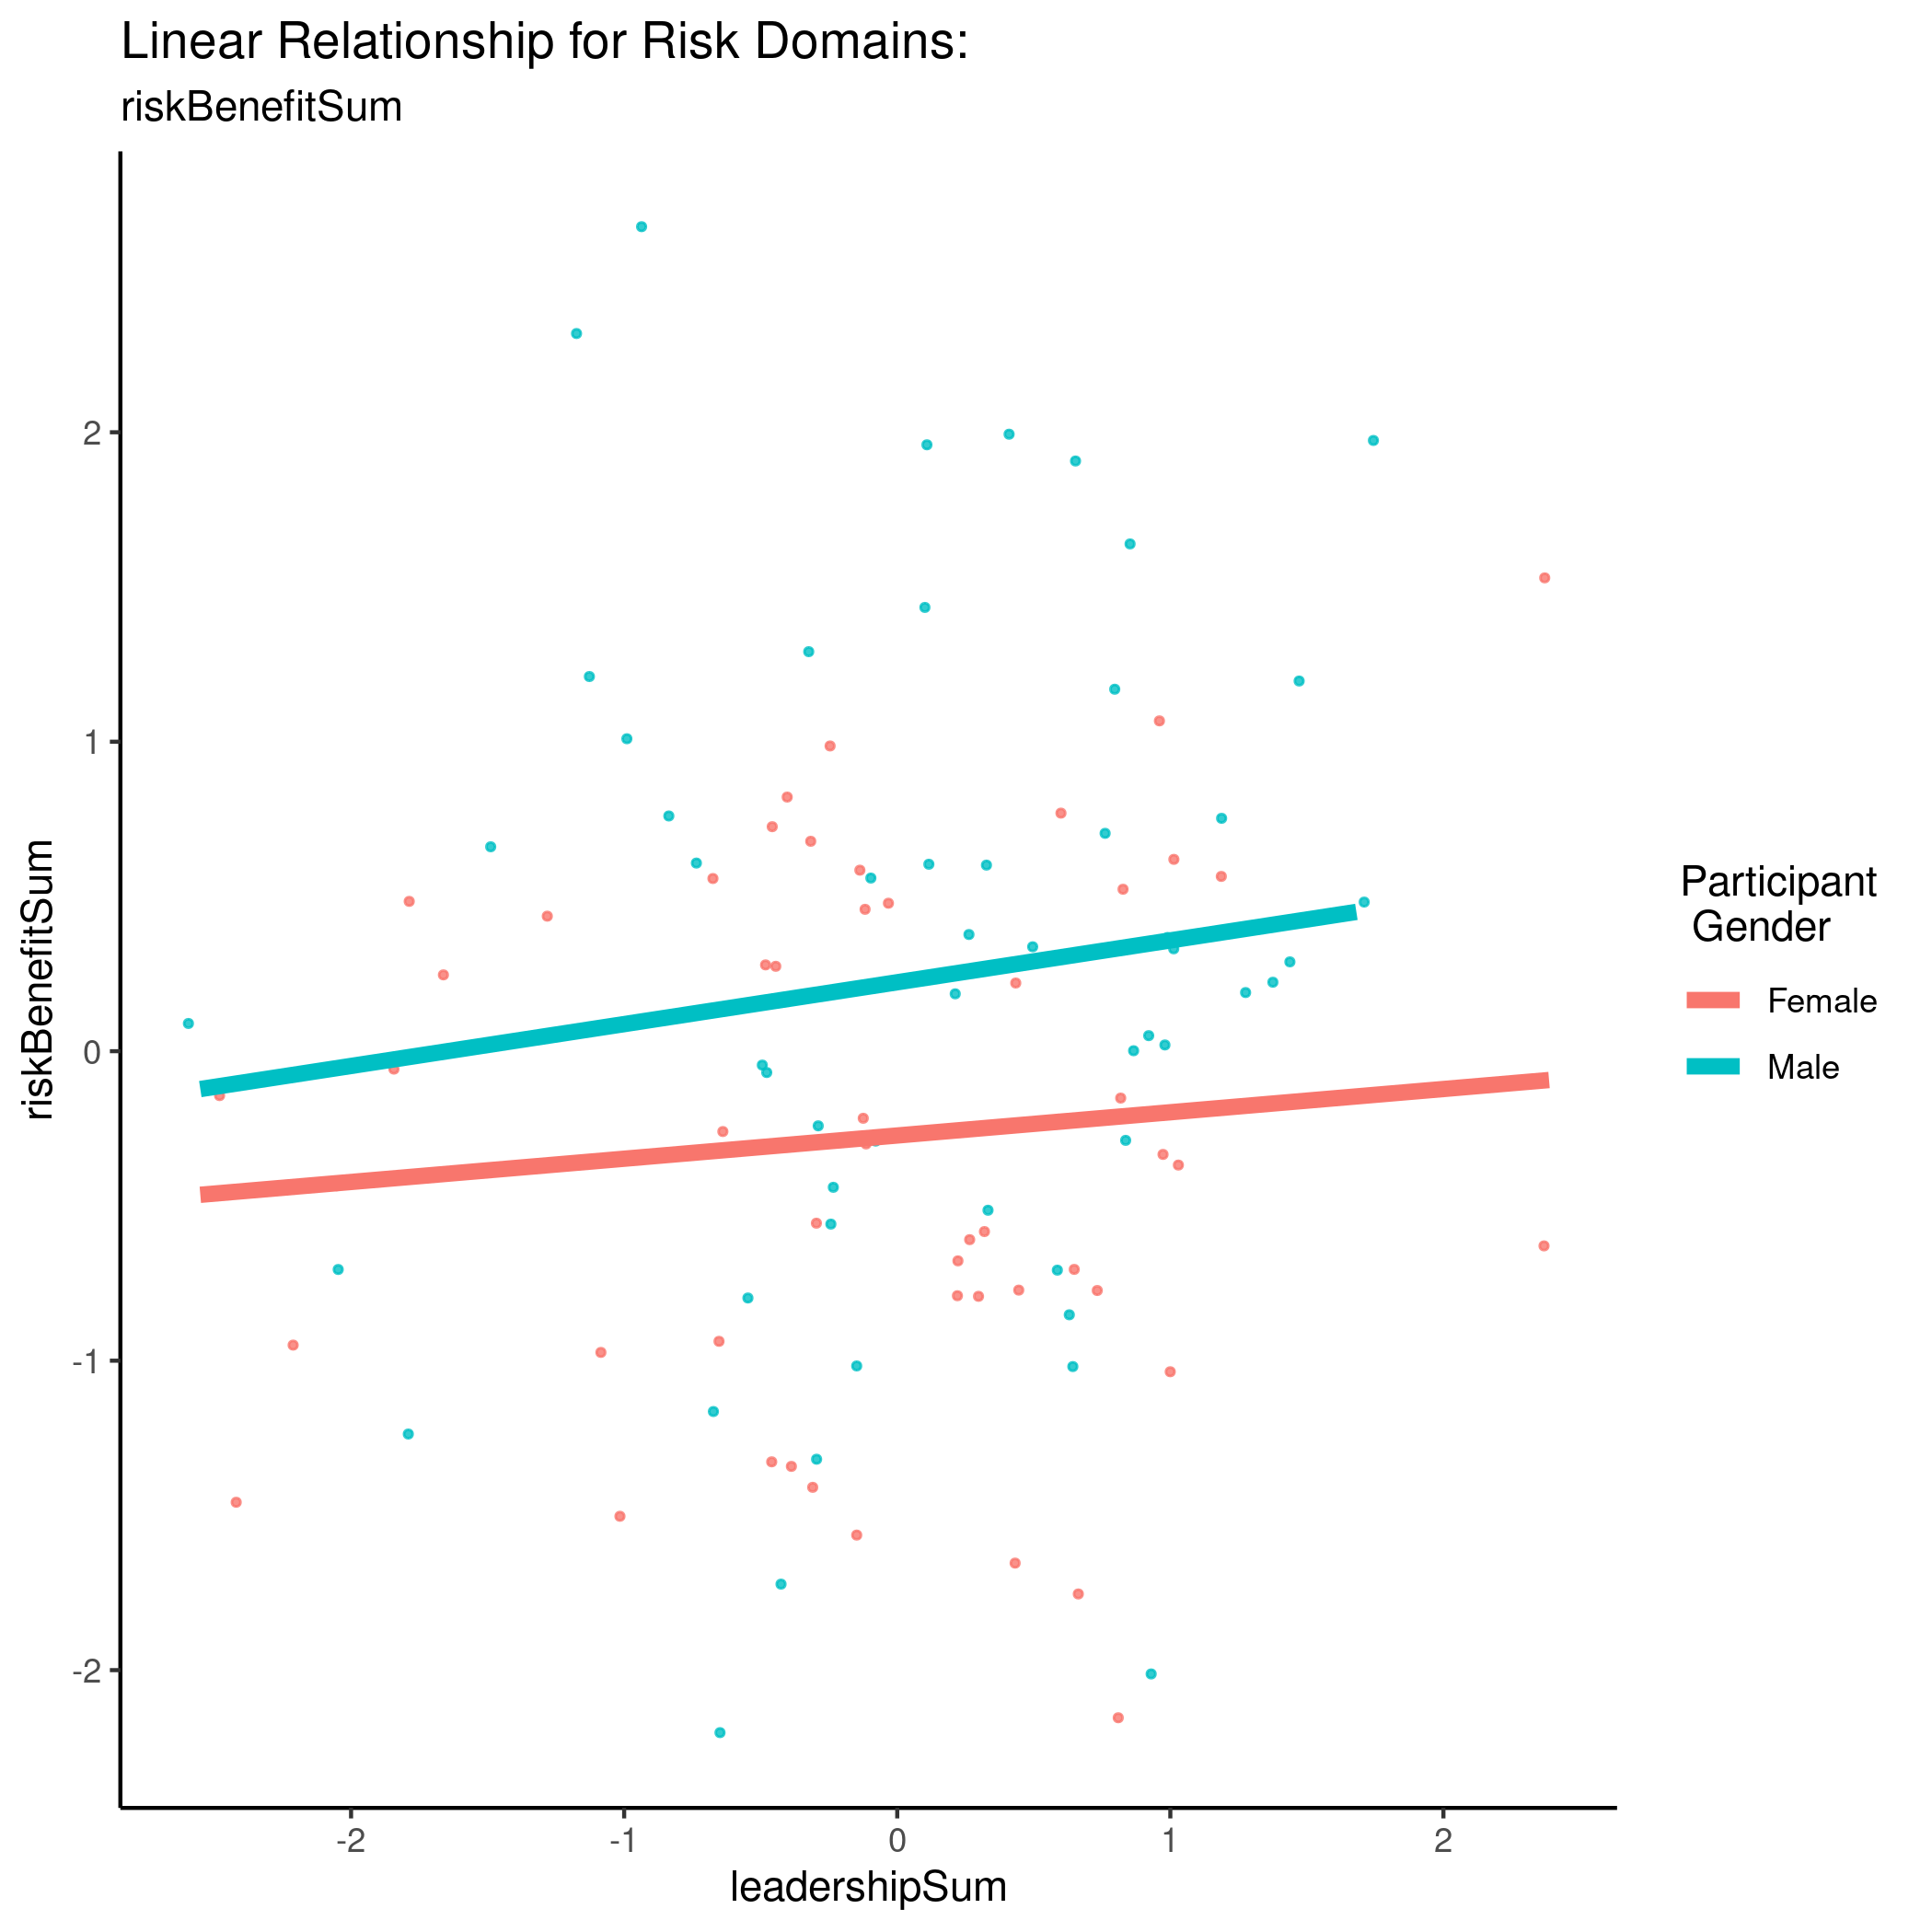 Linear Relationship for Risk Domains:
riskBenefitSum
riskBenefitSum
2
1
0
-1
-2
-2
-1
0
1
2
leadershipSum
Participant
Gender
Female
Male